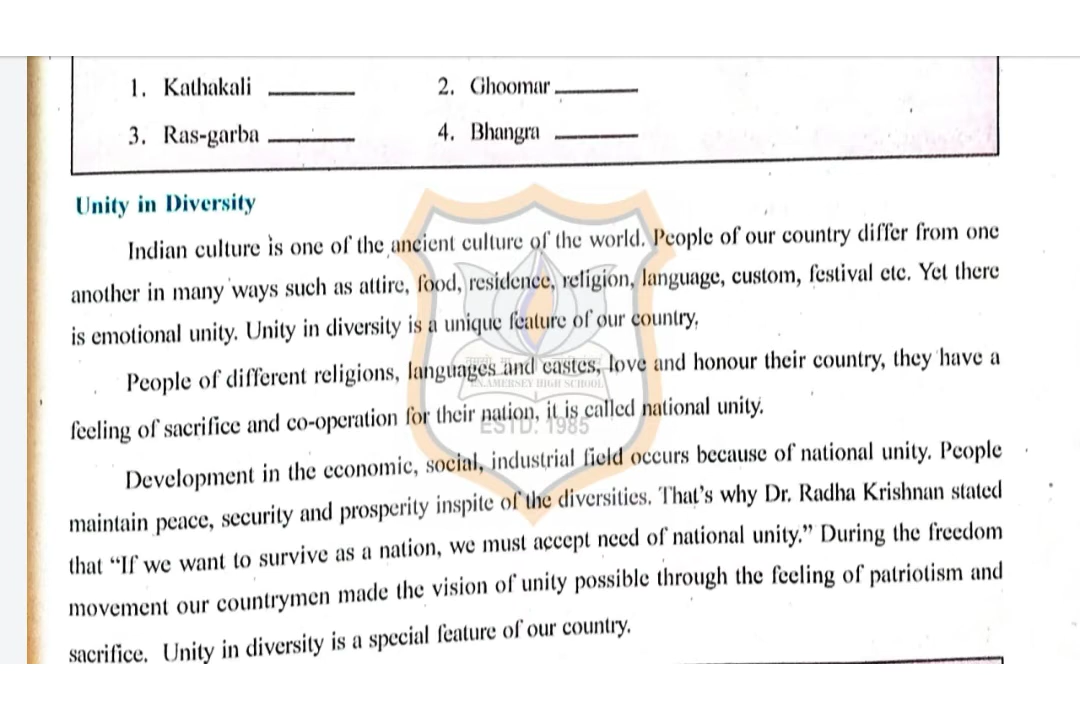 1. Kathakali ________ 2. Ghoomar ________
3. Ras-garba ________ 4. Bhangra ________
Unity in Diversity
Indian culture is one of the ancient culture of the world. People of our country differ from one
another in many ways such as attire, food, residence, religion, language, custom, festival etc. Yet there
is emotional unity. Unity in diversity is a unique feature of our country.
People of different religions, languages and castes, love and honour their country, they have a
feeling of sacrifice and co-operation for their nation, it is called national unity.
HIGH SCHOOL
ESTD. 1985
Development in the economic, social, industrial field occurs because of national unity. People
maintain peace, security and prosperity inspite of the diversities. That's why Dr. Radha Krishnan stated
that “If we want to survive as a nation, we must accept need of national unity.” During the freedom
movement our countrymen made the vision of unity possible through the feeling of patriotism and
sacrifice. Unity in diversity is a special feature of our country.